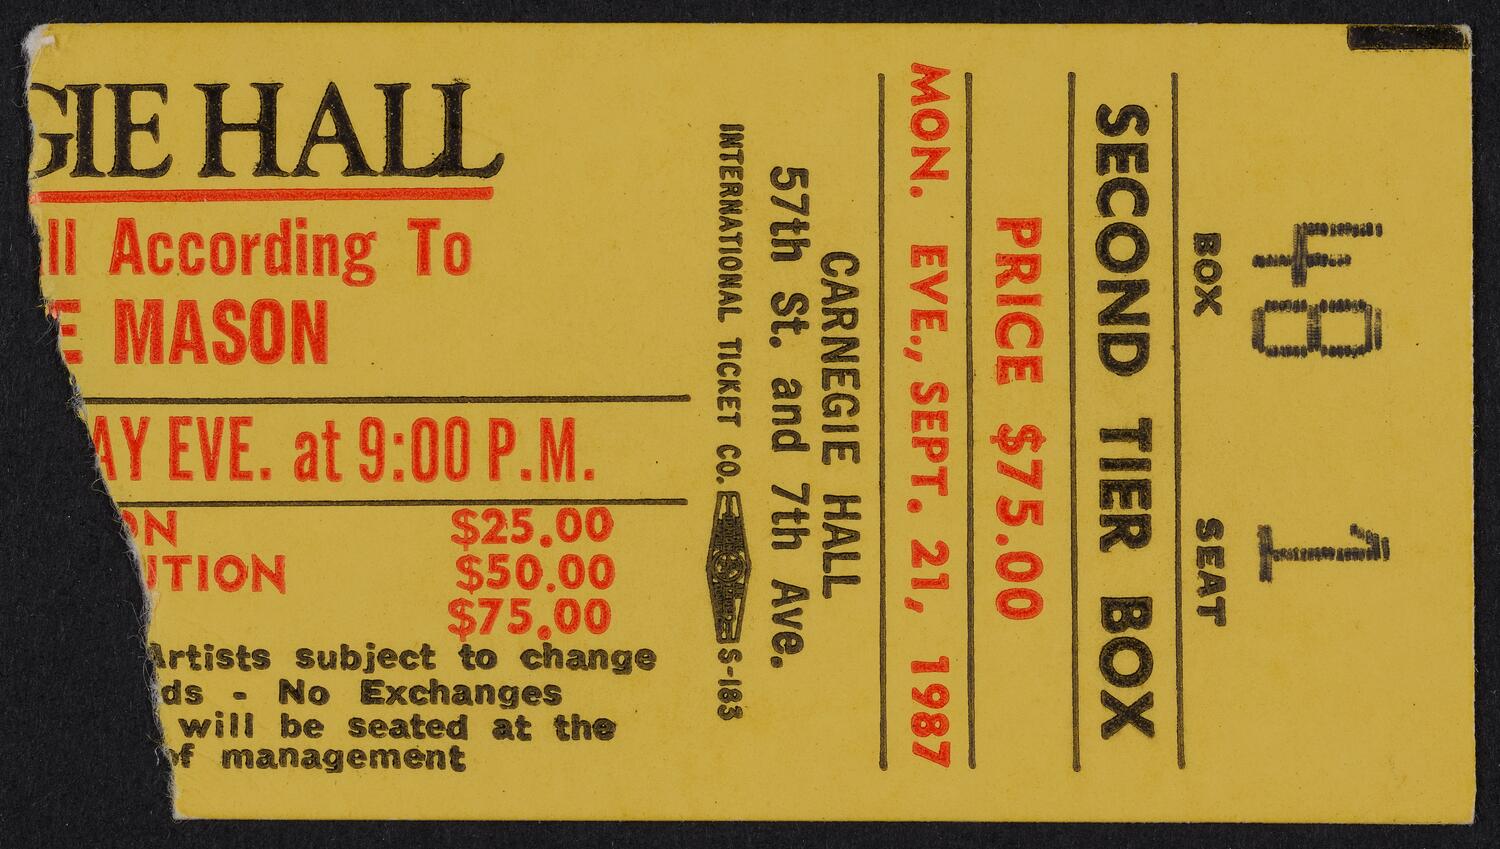 GIE HALL
ll According To
E MASON
AY EVE. at 9:00 P.M.
ON $25.00
UTION $50.00
$75.00
Artists subject to change
ds - No Exchanges
will be seated at the
of management
INTERNATIONAL TICKET CO. S-183
57th St. and 7th Ave.
CARNEGIE HALL
MON. EVE., SEPT. 21, 1987
PRICE $75.00
SECOND TIER BOX
BOX SEAT
48 1